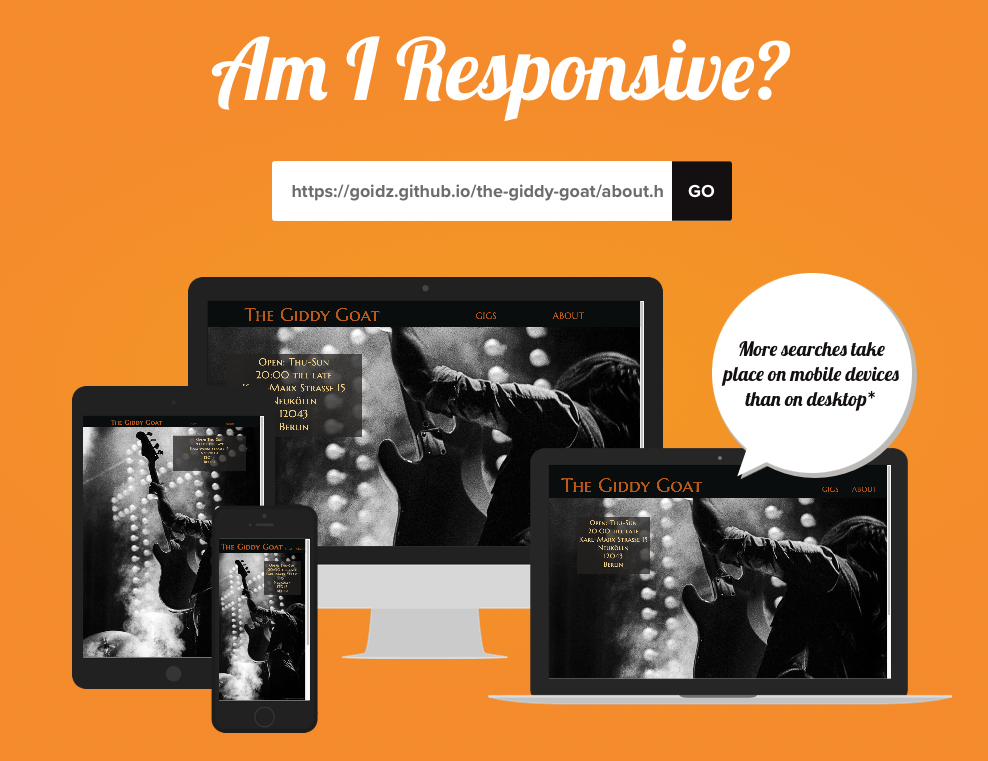 Am I Responsive?
https://goidz.github.io/the-giddy-goat/about.h
GO
The Giddy Goat
GIGS
ABOUT
Open: Thu-Sun
20:00 till late
Marx Strasse 15
Neukölln
12043
Berlin
More searches take
place on mobile devices
than on desktop*
The Giddy Goat
The Giddy Goat
GIGS
ABOUT
Open: Thu-Sun
20:00 till late
Karl-Marx Strasse 15
Neukölln
12043
Berlin
The Giddy Goat